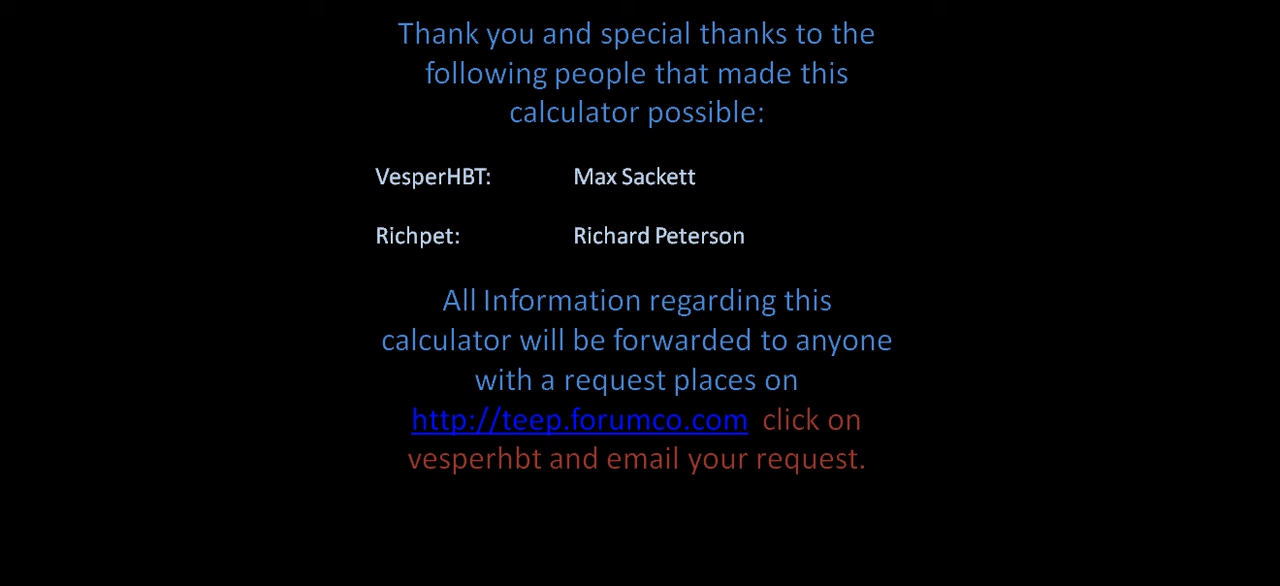 Thank you and special thanks to the
following people that made this
calculator possible:
VesperHBT: Max Sackett
Richpet: Richard Peterson
All Information regarding this
calculator will be forwarded to anyone
with a request places on
http://teep.forumco.com click on
vesperhbt and email your request.